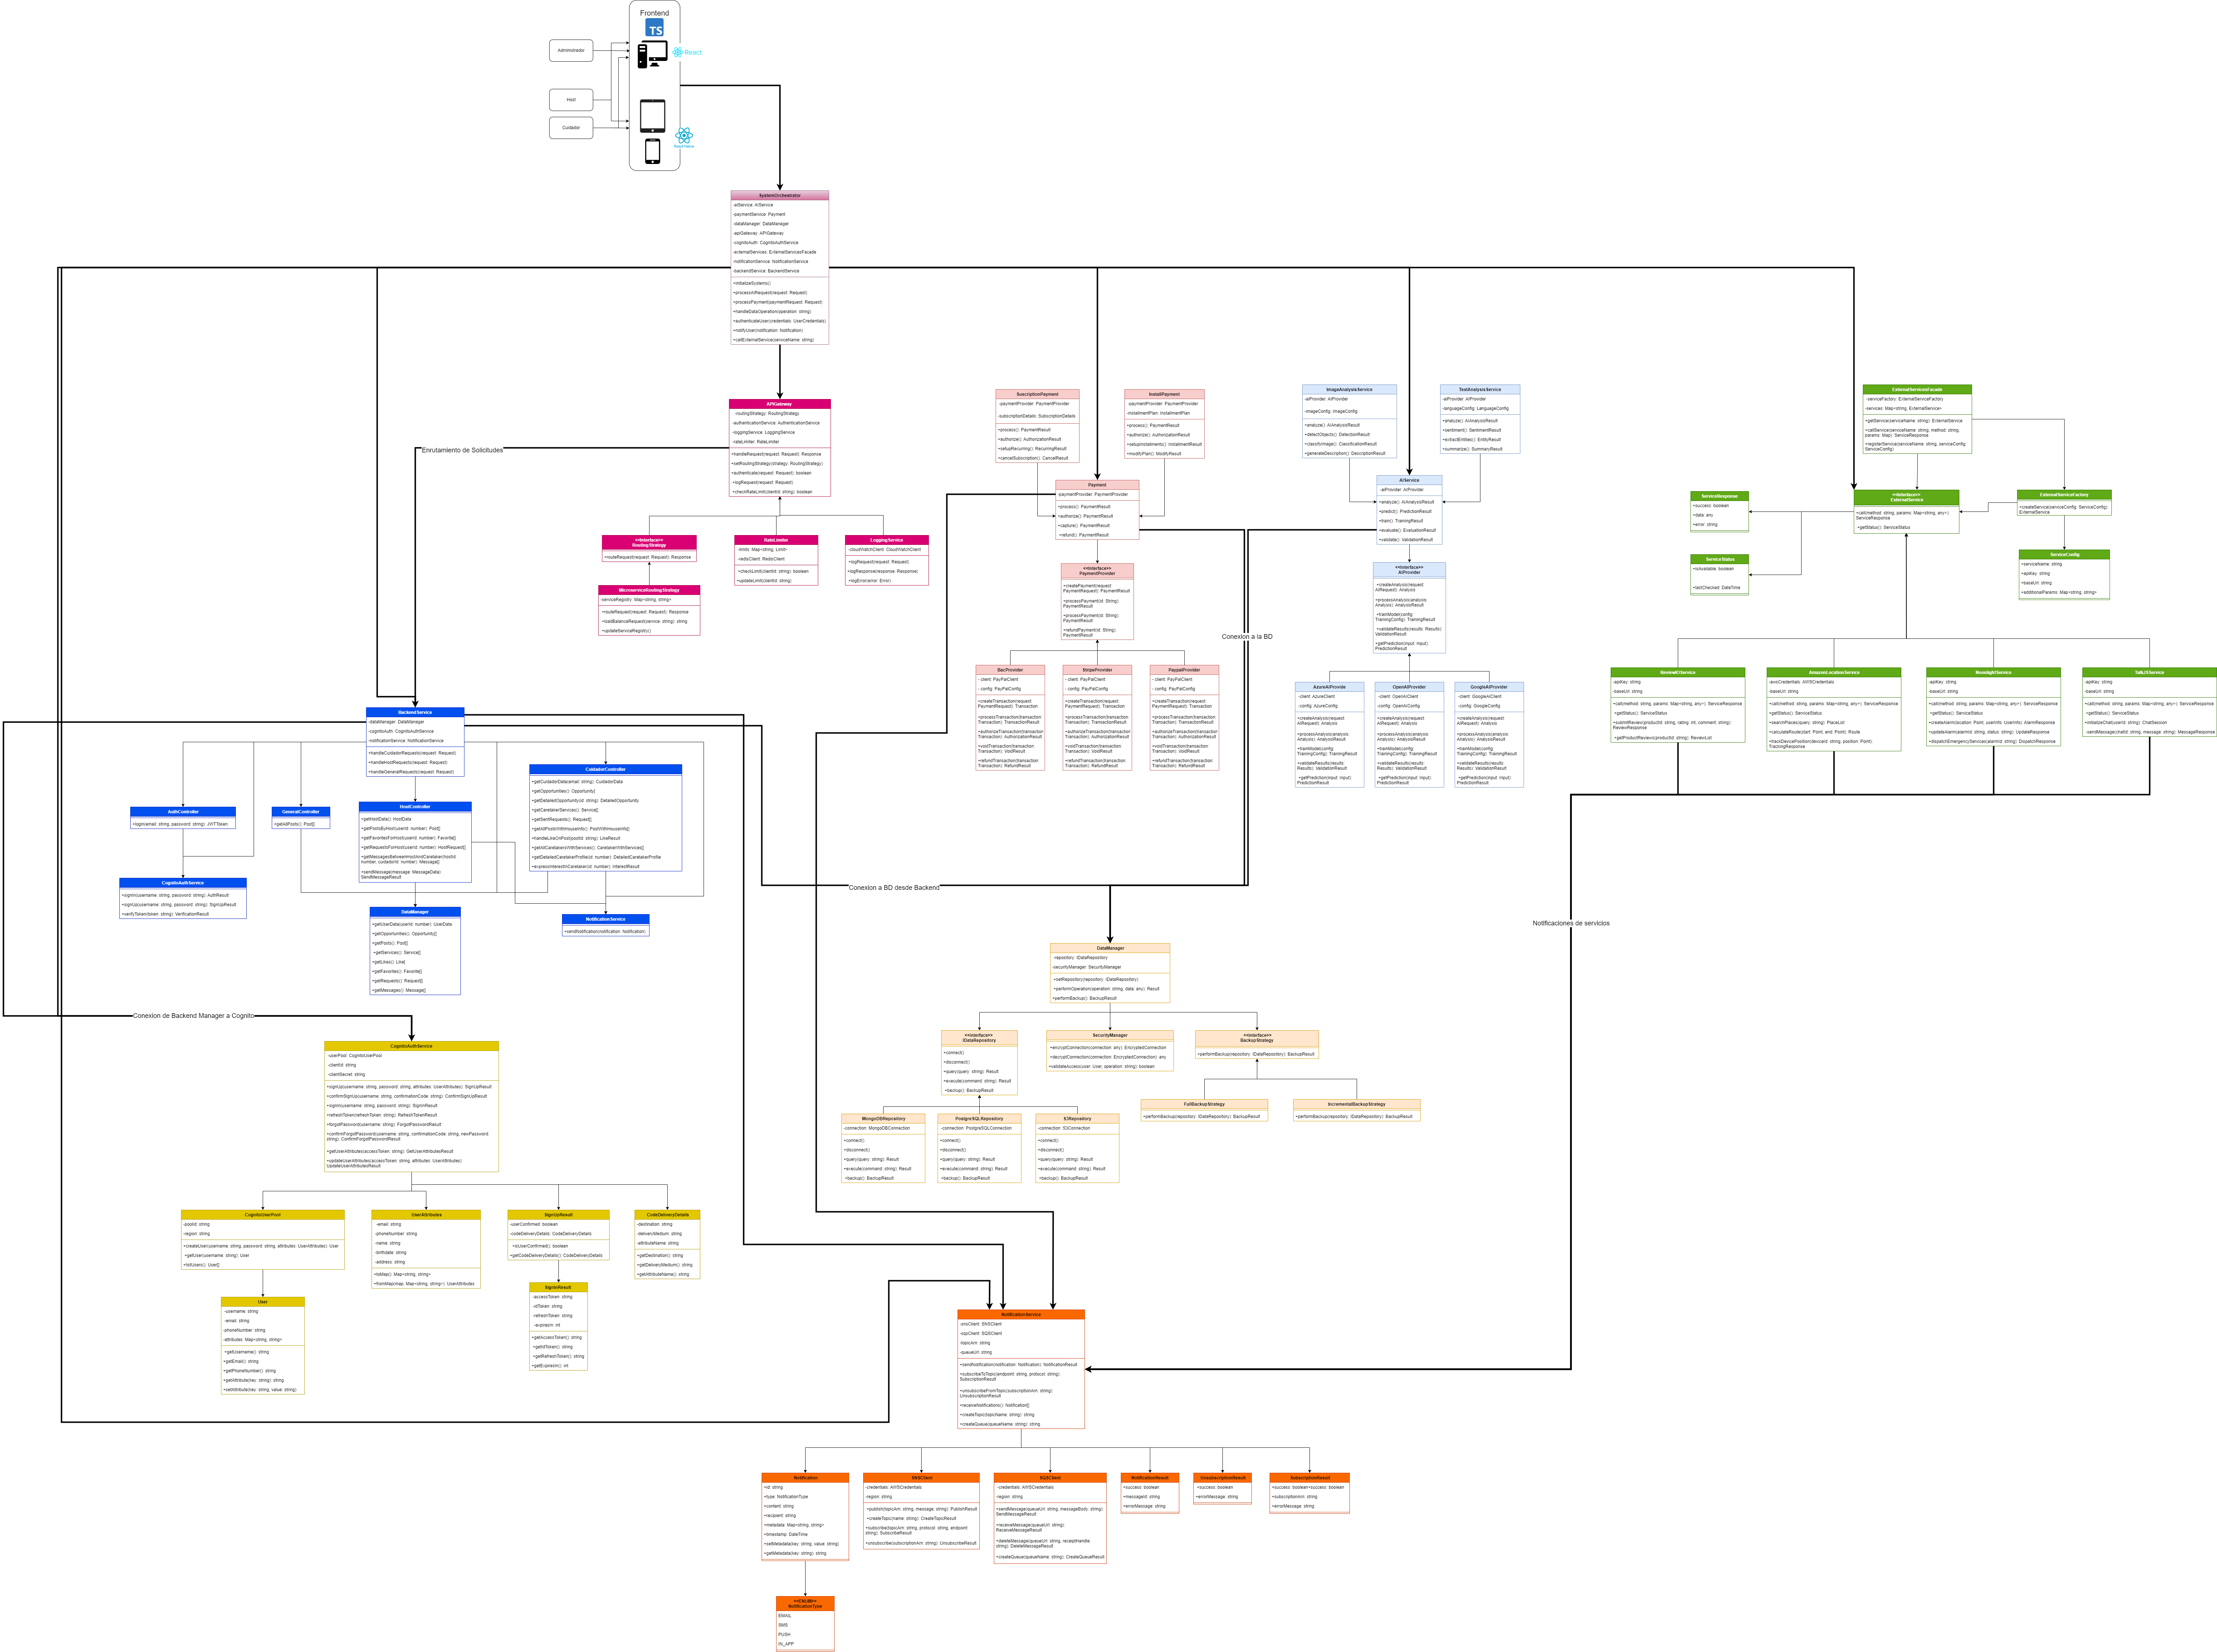 Frontend
TS
Administrador
React
Host
Cuidador
React Native
SystemOrchestrator
-aiService: AIService
-paymentService: Payment
-dataManager: DataManager
-apiGateway: APIGateway
-cognitoAuth: CognitoAuthService
-externalServices: ExternalServicesFacade
-notificationService: NotificationService
-backendService: BackendService
+initializeSystems()
+processAIRequest(request: Request)
+processPayment(paymentRequest: Request)
+handleDataOperation(operation: string)
+authenticateUser(credentials: UserCredentials)
+notifyUser(notification: Notification)
+callExternalService(serviceName: string)
Enrutamiento de Solicitudes
APIGateway
-routingStrategy: RoutingStrategy
-authenticationService: AuthenticationService
-loggingService: LoggingService
-rateLimiter: RateLimiter
+handleRequest(request: Request): Response
+setRoutingStrategy(strategy: RoutingStrategy)
+authenticate(request: Request): boolean
+logRequest(request: Request)
+checkRateLimit(clientId: string): boolean
<<Interface>>
RoutingStrategy
+routeRequest(request: Request): Response
RateLimiter
-limits: Map<string, Limit>
-redisClient: RedisClient
+checkLimit(clientId: string): boolean
+updateLimit(clientId: string)
LoggingService
-cloudWatchClient: CloudWatchClient
+logRequest(request: Request)
+logResponse(response: Response)
+logError(error: Error)
MicroserviceRoutingStrategy
-serviceRegistry: Map<string, string>
+routeRequest(request: Request): Response
+loadBalanceRequest(service: string): string
+updateServiceRegistry()
SuscriptionPayment
-paymentProvider: PaymentProvider
-subscriptionDetails: SubscriptionDetails
+process(): PaymentResult
+authorize(): AuthorizationResult
+setupRecurring(): RecurringResult
+cancelSubscription(): CancelResult
InstallPayment
-paymentProvider: PaymentProvider
-installmentPlan: InstallmentPlan
+process(): PaymentResult
+authorize(): AuthorizationResult
+setupInstallments(): InstallmentResult
+modifyPlan(): ModifyResult
Payment
-paymentProvider: PaymentProvider
+process(): PaymentResult
+authorize(): PaymentResult
+capture(): PaymentResult
+refund(): PaymentResult
<<Interface>>
PaymentProvider
+createPayment(request:
PaymentRequest): PaymentResult
+processPayment(id: String):
PaymentResult
+processPayment(id: String):
PaymentResult
+refundPayment(id: String):
PaymentResult
BacProvider
- client: PayPalClient
- config: PayPalConfig
+createTransaction(request:
PaymentRequest): Transaction
+processTransaction(transaction:
Transaction): TransactionResult
+authorizeTransaction(transaction:
Transaction): AuthorizationResult
+voidTransaction(transaction:
Transaction): VoidResult
+refundTransaction(transaction:
Transaction): RefundResult
StripeProvider
- client: PayPalClient
- config: PayPalConfig
+createTransaction(request:
PaymentRequest): Transaction
+processTransaction(transaction:
Transaction): TransactionResult
+authorizeTransaction(transaction:
Transaction): AuthorizationResult
+voidTransaction(transaction:
Transaction): VoidResult
+refundTransaction(transaction:
Transaction): RefundResult
PaypalProvider
- client: PayPalClient
- config: PayPalConfig
+createTransaction(request:
PaymentRequest): Transaction
+processTransaction(transaction:
Transaction): TransactionResult
+authorizeTransaction(transaction:
Transaction): AuthorizationResult
+voidTransaction(transaction:
Transaction): VoidResult
+refundTransaction(transaction:
Transaction): RefundResult
Conexion a la BD
ImageAnalysisService
-aiProvider: AIProvider
-imageConfig: ImageConfig
+analyze(): AIAnalysisResult
+detectObjects(): DetectionResult
+classifyImage(): ClassificationResult
+generateDescription(): DescriptionResult
TextAnalysisService
-aiProvider: AIProvider
-languageConfig: LanguageConfig
+analyze(): AIAnalysisResult
+sentiment(): SentimentResult
+extractEntities(): EntityResult
+summarize(): SummaryResult
AIService
-aiProvider: AIProvider
+analyze(): AIAnalysisResult
+predict(): PredictionResult
+train(): TrainingResult
+evaluate(): EvaluationResult
+validate(): ValidationResult
<<Interface>>
AIProvider
+createAnalysis(request:
AIRequest): Analysis
+processAnalysis(analysis:
Analysis): AnalysisResult
+trainModel(config:
TrainingConfig): TrainingResult
+validateResults(results: Results):
ValidationResult
+getPrediction(input: Input):
PredictionResult
AzureAIProvide
-client: AzureClient
-config: AzureConfig
+createAnalysis(request:
AIRequest): Analysis
+processAnalysis(analysis:
Analysis): AnalysisResult
+trainModel(config:
TrainingConfig): TrainingResult
+validateResults(results:
Results): ValidationResult
+getPrediction(input: Input):
PredictionResult
OpenAIProvider
-client: OpenAIClient
-config: OpenAIConfig
+createAnalysis(request:
AIRequest): Analysis
+processAnalysis(analysis:
Analysis): AnalysisResult
+trainModel(config:
TrainingConfig): TrainingResult
+validateResults(results:
Results): ValidationResult
+getPrediction(input: Input):
PredictionResult
GoogleAIProvider
-client: GoogleAIClient
-config: GoogleConfig
+createAnalysis(request:
AIRequest): Analysis
+processAnalysis(analysis:
Analysis): AnalysisResult
+trainModel(config:
TrainingConfig): TrainingResult
+validateResults(results:
Results): ValidationResult
+getPrediction(input: Input):
PredictionResult
ExternalServicesFacade
-serviceFactory: ExternalServiceFactory
-services: Map<string, ExternalService>
+getService(serviceName: string): ExternalService
+callService(serviceName: string, method: string,
params: Map): ServiceResponse
+registerService(serviceName: string, serviceConfig:
ServiceConfig)
ServiceResponse
+success: boolean
+data: any
+error: string
<<Interface>>
ExternalService
+call(method: string, params: Map<string, any>):
ServiceResponse
+getStatus(): ServiceStatus
ExternalServiceFactory
+createService(serviceConfig: ServiceConfig):
ExternalService
ServiceStatus
+isAvailable: boolean
+lastChecked: DateTime
ServiceConfig
+serviceName: string
+apiKey: string
+baseUrl: string
+additionalParams: Map<string, string>
-apiKey: string
-baseUrl: string
+call(method: string, params: Map<string, any>): ServiceResponse
+getStatus(): ServiceStatus
+submitReview(productId: string, rating: int, comment: string):
ReviewResponse
+getProductReviews(productId: string): ReviewList
AmazonLocationService
-awsCredentials: AWSCredentials
-baseUrl: string
+call(method: string, params: Map<string, any>): ServiceResponse
+getStatus(): ServiceStatus
+searchPlaces(query: string): PlaceList
+calculateRoute(start: Point, end: Point): Route
+trackDevicePosition(deviceId: string, position: Point):
TrackingResponse
NoonlightService
-apiKey: string
-baseUrl: string
+call(method: string, params: Map<string, any>): ServiceResponse
+getStatus(): ServiceStatus
+createAlarm(location: Point, userInfo: UserInfo): AlarmResponse
+updateAlarm(alarmId: string, status: string): UpdateResponse
+dispatchEmergencyServices(alarmId: string): DispatchResponse
TalkJSService
-apiKey: string
-baseUrl: string
+call(method: string, params: Map<string, any>): ServiceResponse
+getStatus(): ServiceStatus
+initializeChat(userId: string): ChatSession
-sendMessage(chatId: string, message: string): MessageResponse
Notificaciones de servicios
BackendService
-dataManager: DataManager
-cognitoAuth: CognitoAuthService
-notificationService: NotificationService
+handleCuidadorRequests(request: Request)
+handleHostRequests(request: Request)
+handleGeneralRequests(request: Request)
AuthController
+login(email: string, password: string): JWTToken
GeneralController
+getAllPosts(): Post[]
HostController
+getHostData(): HostData
+getPostsByHost(userId: number): Post[]
+getFavoritesForHost(userId: number): Favorite[]
+getRequestsForHost(userId: number): HostRequest[]
+getMessagesBetweenHostAndCaretaker(hostId:
number, cuidadorId: number): Message[]
+sendMessage(message: MessageData):
SendMessageResult
CuidadorController
+getCuidadorData(email: string): CuidadorData
+getOpportunities(): Opportunity[
+getDetailedOpportunity(id: string): DetailedOpportunity
+getCaretakerServices(): Service[]
+getSentRequests(): Request[]
+getAllPostsWithHouseInfo(): PostWithHouseInfo[]
+handleLikeOnPost(postId: string): LikeResult
+getAllCaretakersWithServices(): CaretakerWithServices[]
+getDetailedCaretakerProfile(id: number): DetailedCaretakerProfile
+expressInterestInCaretaker(id: number): InterestResult
CognitoAuthService
+signIn(username: string, password: string): AuthResult
+signUp(username: string, password: string): SignUpResult
+verifyToken(token: string): VerificationResult
DataManager
+getUserData(userId: number): UserData
+getOpportunities(): Opportunity[]
+getPosts(): Post[]
+getServices(): Service[]
+getLikes(): Like[
+getFavorites(): Favorite[]
+getRequests(): Request[]
+getMessages(): Message[]
NotificationService
+sendNotification(notification: Notification)
Conexion a BD desde Backend
Conexion de Backend Manager a Cognito
DataManager
-repository: IDataRepository
-securityManager: SecurityManager
+setRepository(repository: IDataRepository)
+performOperation(operation: string, data: any): Result
+performBackup(): BackupResult
<<Interface>>
IDataRepository
+connect()
+disconnect()
+query(query: string): Result
+execute(command: string): Result
+backup(): BackupResult
SecurityManager
+encryptConnection(connection: any): EncryptedConnection
+decryptConnection(connection: EncryptedConnection): any
+validateAccess(user: User, operation: string): boolean
<<Interface>>
BackupStrategy
+performBackup(repository: IDataRepository): BackupResult
FullBackupStrategy
+performBackup(repository: IDataRepository): BackupResult
IncrementalBackupStrategy
+performBackup(repository: IDataRepository): BackupResult
MongoDBRepository
-connection: MongoDBConnection
+connect()
+disconnect()
+query(query: string): Result
+execute(command: string): Result
+backup(): BackupResult
PostgreSQLRepository
-connection: PostgreSQLConnection
+connect()
+disconnect()
+query(query: string): Result
+execute(command: string): Result
+backup(): BackupResult
S3Repository
-connection: S3Connection
+connect()
+disconnect()
+query(query: string): Result
+execute(command: string): Result
+backup(): BackupResult
CognitoAuthService
-userPool: CognitoUserPool
-clientId: string
-clientSecret: string
+signUp(username: string, password: string, attributes: UserAttributes): SignUpResult
+confirmSignUp(username: string, confirmationCode: string): ConfirmSignUpResult
+signIn(username: string, password: string): SignInResult
+refreshToken(refreshToken: string): RefreshTokenResult
+forgotPassword(username: string): ForgotPasswordResult
+confirmForgotPassword(username: string, confirmationCode: string, newPassword:
string): ConfirmForgotPasswordResult
+getUserAttributes(accessToken: string): GetUserAttributesResult
+updateUserAttributes(accessToken: string, attributes: UserAttributes):
UpdateUserAttributesResult
CognitoUserPool
-poolId: string
-region: string
+createUser(username: string, password: string, attributes: UserAttributes): User
+getUser(username: string): User
+listUsers(): User[]
UserAttributes
-email: string
-phoneNumber: string
-name: string
-birthdate: string
-address: string
+toMap(): Map<string, string>
+fromMap(map: Map<string, string>): UserAttributes
SignUpResult
-userConfirmed: boolean
-codeDeliveryDetails: CodeDeliveryDetails
+isUserConfirmed(): boolean
+getCodeDeliveryDetails(): CodeDeliveryDetails
CodeDeliveryDetails
-destination: string
-deliveryMedium: string
-attributeName: string
+getDestination(): string
+getDeliveryMedium(): string
+getAttributeName(): string
User
-username: string
-email: string
-phoneNumber: string
-attributes: Map<string, string>
+getUsername(): string
+getEmail(): string
+getPhoneNumber(): string
+getAttribute(key: string): string
+setAttribute(key: string, value: string)
SignInResult
-accessToken: string
-idToken: string
-refreshToken: string
-expiresIn: int
+getAccessToken(): string
+getIdToken(): string
+getRefreshToken(): string
+getExpiresIn(): int
NotificationService
-snsClient: SNSClient
-sqsClient: SQSClient
-topicArn: string
-queueUrl: string
+sendNotification(notification: Notification): NotificationResult
+subscribeToTopic(endpoint: string, protocol: string):
SubscriptionResult
+unsubscribeFromTopic(subscriptionArn: string):
UnsubscriptionResult
+receiveNotifications(): Notification[]
+createTopic(topicName: string): string
+createQueue(queueName: string): string
Notification
+id: string
+type: NotificationType
+content: string
+recipient: string
+metadata: Map<string, string>
+timestamp: DateTime
+setMetadata(key: string, value: string)
+getMetadata(key: string): string
SNSClient
-credentials: AWSCredentials
-region: string
+publish(topicArn: string, message: string): PublishResult
+createTopic(name: string): CreateTopicResult
+subscribe(topicArn: string, protocol: string, endpoint:
string): SubscribeResult
+unsubscribe(subscriptionArn: string): UnsubscribeResult
SQSClient
-credentials: AWSCredentials
-region: string
+sendMessage(queueUrl: string, messageBody: string):
SendMessageResult
+receiveMessage(queueUrl: string):
ReceiveMessageResult
+deleteMessage(queueUrl: string, receiptHandle:
string): DeleteMessageResult
+createQueue(queueName: string): CreateQueueResult
NotificationResult
+success: boolean
+messageId: string
+errorMessage: string
UnsubscriptionResult
+success: boolean
+errorMessage: string
SubscriptionResult
+success: boolean+success: boolean
+subscriptionArn: string
+errorMessage: string
<<ENUM>>
NotificationType
EMAIL
SMS
PUSH
IN_APP